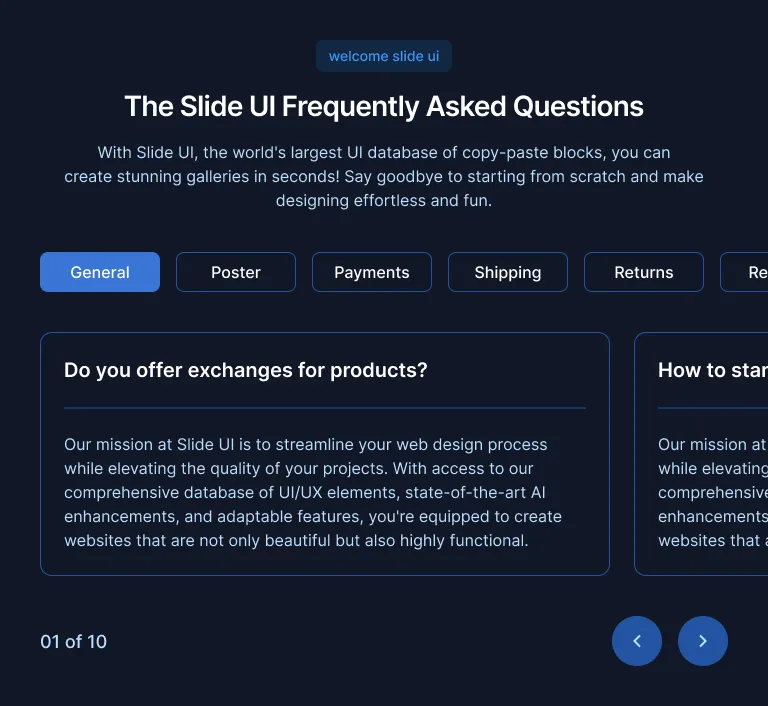 welcome slide ui
The Slide UI Frequently Asked Questions
With Slide UI, the world's largest UI database of copy-paste blocks, you can
create stunning galleries in seconds! Say goodbye to starting from scratch and make
designing effortless and fun.
General
Poster
Payments
Shipping
Returns
Re
Do you offer exchanges for products?
Our mission at Slide UI is to streamline your web design process
while elevating the quality of your projects. With access to our
comprehensive database of UI/UX elements, state-of-the-art AI
enhancements, and adaptable features, you're equipped to create
websites that are not only beautiful but also highly functional.
How to star
Our mission at
while elevating
comprehensive
enhancements
websites that a
01 of 10